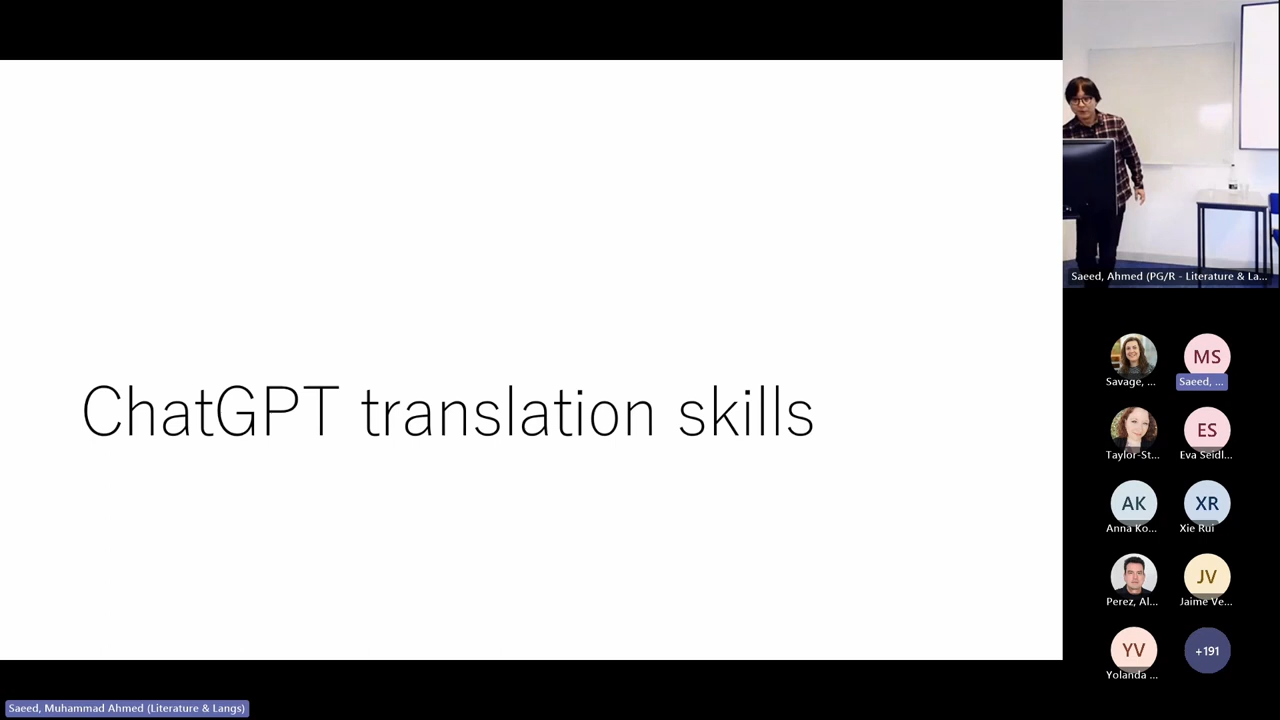 ChatGPT translation skills
Saeed, Ahmed (PG/R - Literature & La...
Savage, ...
MS
Saeed, ...
Taylor-St...
ES
Eva Seidl...
AK
Anna Ko...
XR
Xie Rui
Perez, Al...
JV
Jaime Ve...
YV
Yolanda ...
+191
Saeed, Muhammad Ahmed (Literature & Langs)